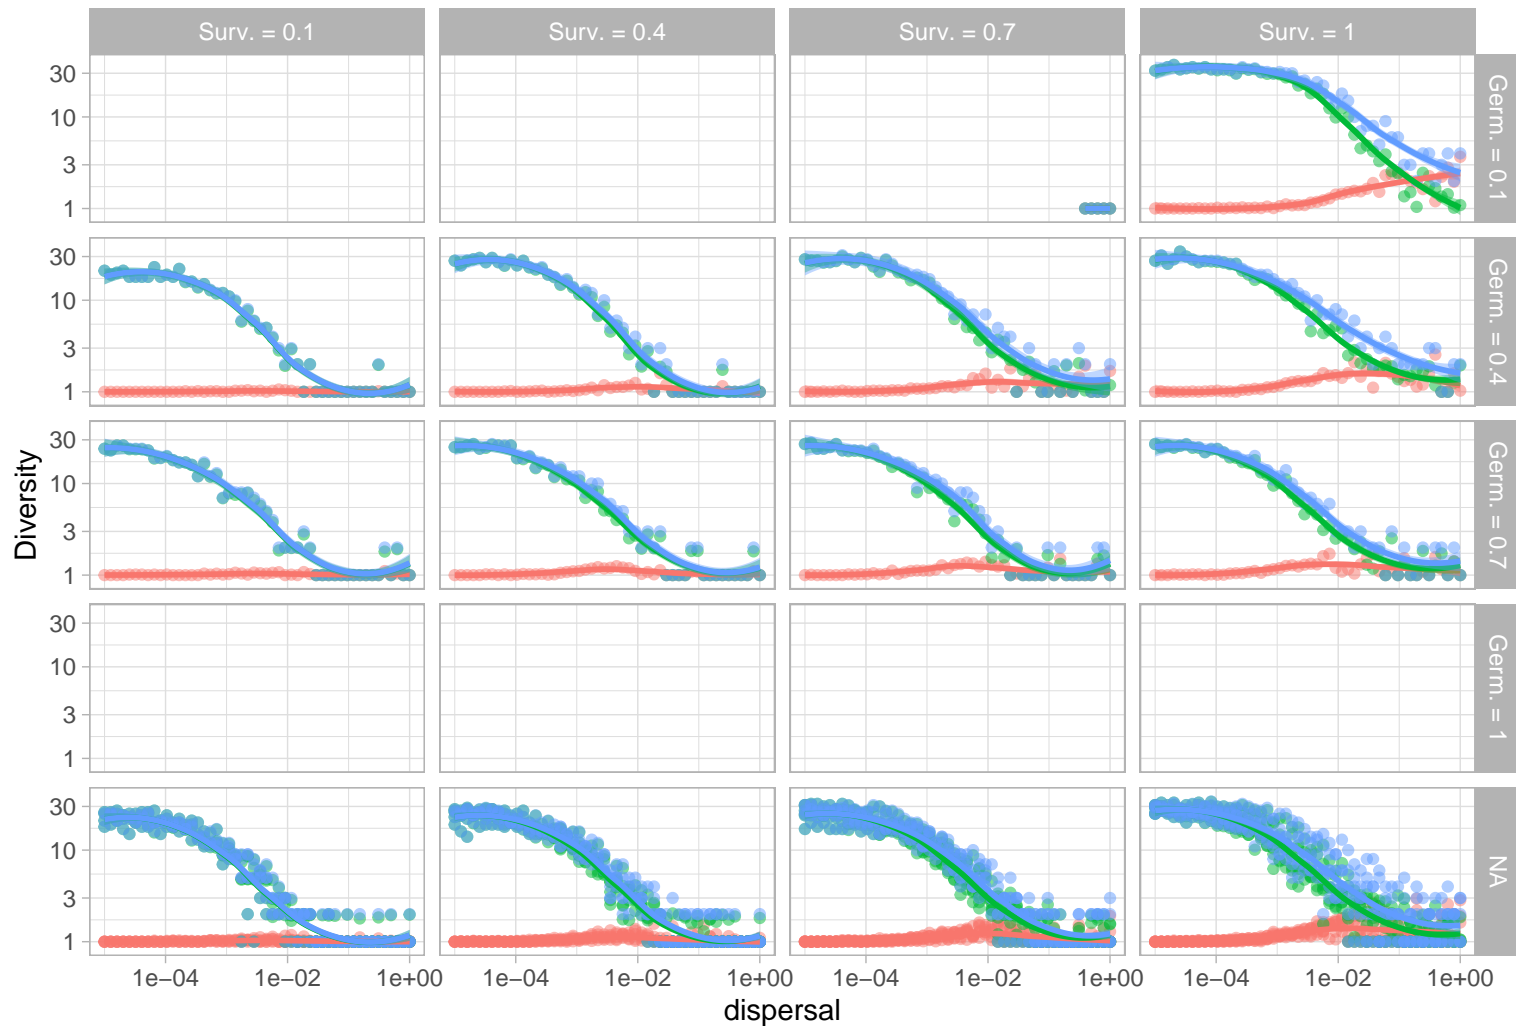 Surv. = 0.1 Surv. = 0.4 Surv. = 0.7 Surv. = 1
30
10
3
1
Germ. = 0.1
30
10
3
1
Germ. = 0.4
Diversity
30
10
3
1
Germ. = 0.7
30
10
3
1
Germ. = 1
30
10
3
1
NA
1e−04 1e−02 1e+00 1e−04 1e−02 1e+00 1e−04 1e−02 1e+00 1e−04 1e−02 1e+00
dispersal